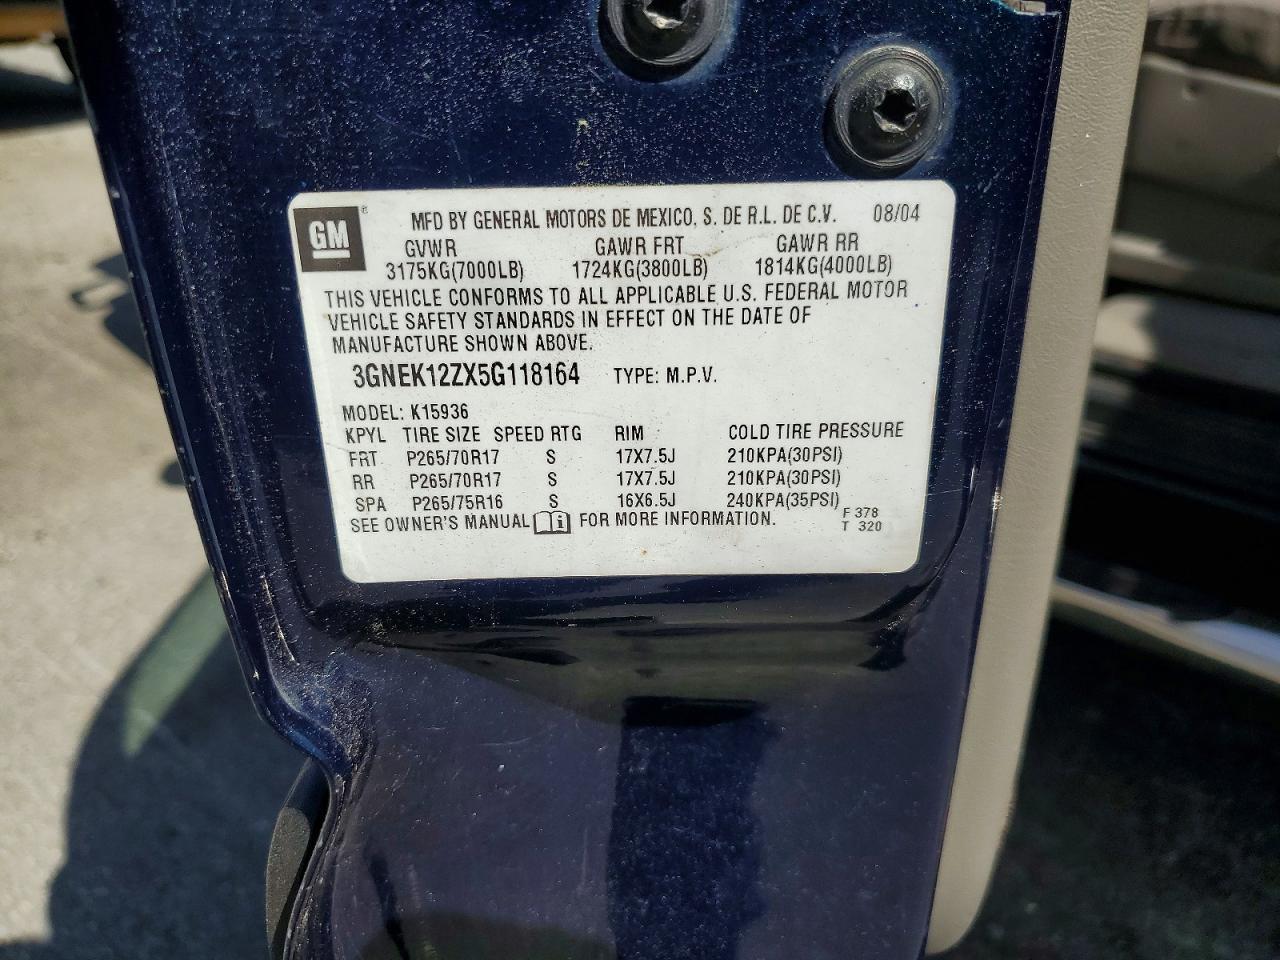 GM® MFD BY GENERAL MOTORS DE MEXICO, S. DE R.L. DE C.V. 08/04
GVWR GAWR FRT GAWR RR
3175KG(7000LB) 1724KG(3800LB) 1814KG(4000LB)
THIS VEHICLE CONFORMS TO ALL APPLICABLE U.S. FEDERAL MOTOR
VEHICLE SAFETY STANDARDS IN EFFECT ON THE DATE OF
MANUFACTURE SHOWN ABOVE.
3GNEK12ZX5G118164 TYPE: M.P.V.
MODEL: K15936
KPYL TIRE SIZE SPEED RTG RIM COLD TIRE PRESSURE
FRT P265/70R17 S 17X7.5J 210KPA(30PSI)
RR P265/70R17 S 17X7.5J 210KPA(30PSI)
SPA P265/75R16 S 16X6.5J 240KPA(35PSI)
SEE OWNER'S MANUAL i FOR MORE INFORMATION.
F 378
T 320